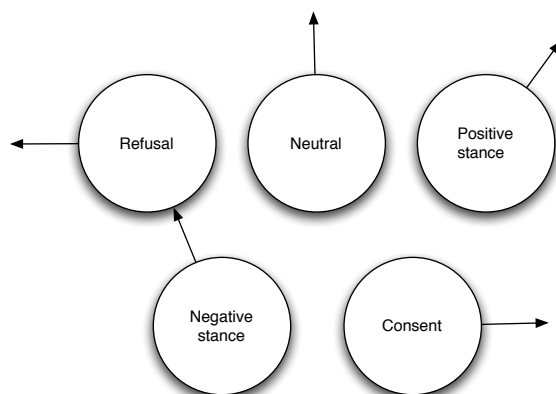 Refusal
Neutral
Positive
stance
Negative
stance
Consent